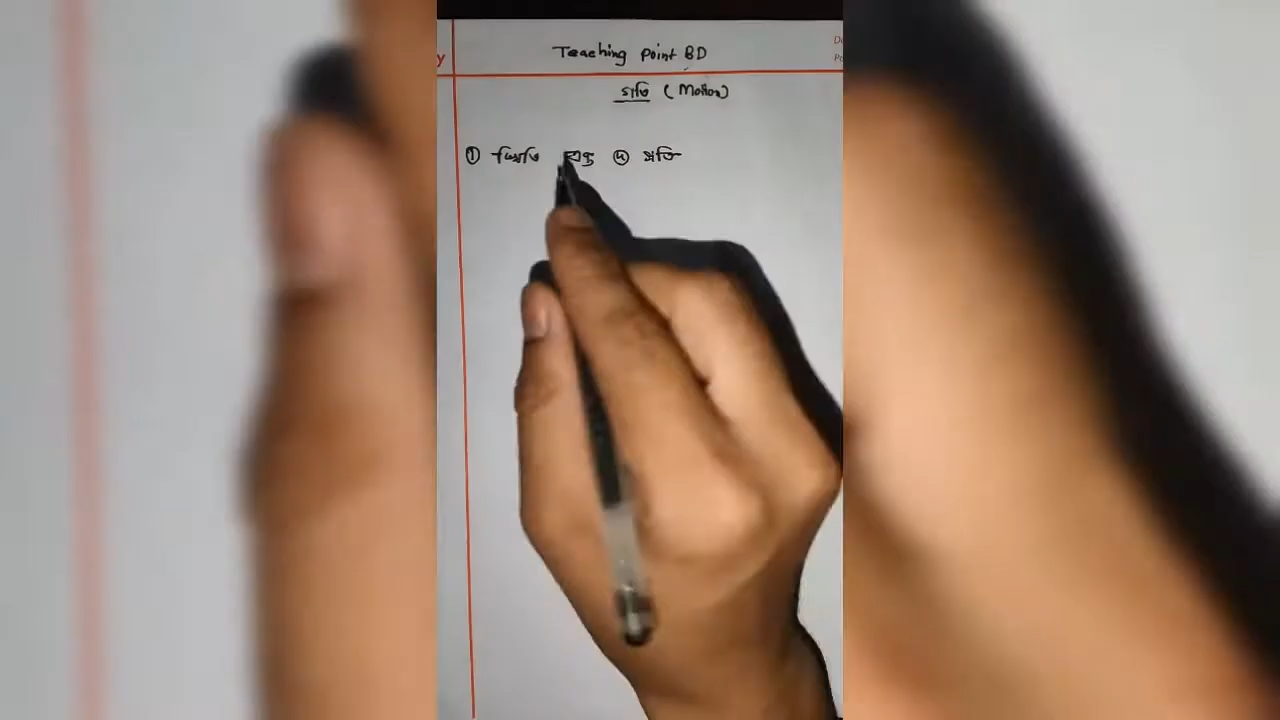 Teaching Point BD
গতি (Motion)
① স্থিতি ② গতি